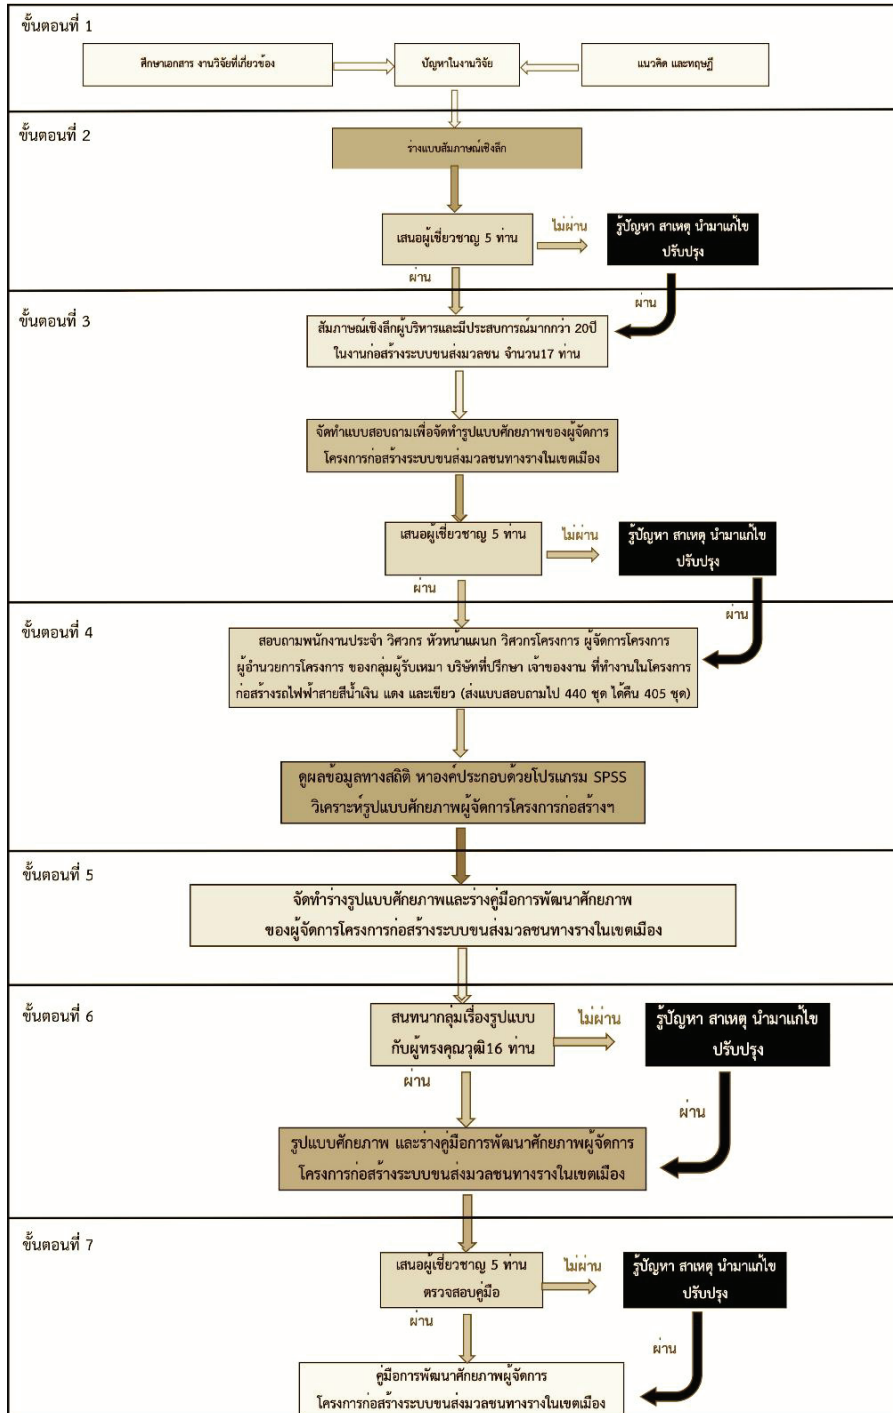 ขั้นตอนที่ 1
ศึกษาเอกสาร งานวิจัยที่เกี่ยวข้อง
ปัญหาในงานวิจัย
แนวคิด และทฤษฎี
ขั้นตอนที่ 2
ร่างแบบสัมภาษณ์เชิงลึก
เสนอผู้เชี่ยวชาญ 5 ท่าน
ไม่ผ่าน
รู้ปัญหา สาเหตุ นำมาแก้ไข
ปรับปรุง
ผ่าน
ผ่าน
ขั้นตอนที่ 3
สัมภาษณ์เชิงลึกผู้บริหารและมีประสบการณ์มากกว่า 20ปี
ในงานก่อสร้างระบบขนส่งมวลชน จำนวน17 ท่าน
จัดทำแบบสอบถามเพื่อจัดทำรูปแบบศักยภาพของผู้จัดการ
โครงการก่อสร้างระบบขนส่งมวลชนทางรางในเขตเมือง
เสนอผู้เชี่ยวชาญ 5 ท่าน
ไม่ผ่าน
รู้ปัญหา สาเหตุ นำมาแก้ไข
ปรับปรุง
ผ่าน
ผ่าน
ขั้นตอนที่ 4
สอบถามพนักงานประจำ วิศวกร หัวหน้าแผนก วิศวกรโครงการ ผู้จัดการโครงการ
ผู้อำนวยการโครงการ ของกลุ่มผู้รับเหมา บริษัทที่ปรึกษา เจ้าของงาน ที่ทำงานในโครงการ
ก่อสร้างรถไฟฟ้าสายสีน้ำเงิน แดง และเขียว (ส่งแบบสอบถามไป 440 ชุด ได้คืน 405 ชุด)
ดูผลข้อมูลทางสถิติ หาองค์ประกอบด้วยโปรแกรม SPSS
วิเคราะห์รูปแบบศักยภาพผู้จัดการโครงการก่อสร้างฯ
ขั้นตอนที่ 5
จัดทำร่างรูปแบบศักยภาพและร่างคู่มือการพัฒนาศักยภาพ
ของผู้จัดการโครงการก่อสร้างระบบขนส่งมวลชนทางรางในเขตเมือง
ขั้นตอนที่ 6
สนทนากลุ่มเรื่องรูปแบบ
กับผู้ทรงคุณวุฒิ16 ท่าน
ไม่ผ่าน
รู้ปัญหา สาเหตุ นำมาแก้ไข
ปรับปรุง
ผ่าน
ผ่าน
รูปแบบศักยภาพ และร่างคู่มือการพัฒนาศักยภาพผู้จัดการ
โครงการก่อสร้างระบบขนส่งมวลชนทางรางในเขตเมือง
ขั้นตอนที่ 7
เสนอผู้เชี่ยวชาญ 5 ท่าน
ตรวจสอบคู่มือ
ไม่ผ่าน
รู้ปัญหา สาเหตุ นำมาแก้ไข
ปรับปรุง
ผ่าน
ผ่าน
คู่มือการพัฒนาศักยภาพผู้จัดการ
โครงการก่อสร้างระบบขนส่งมวลชนทางรางในเขตเมือง